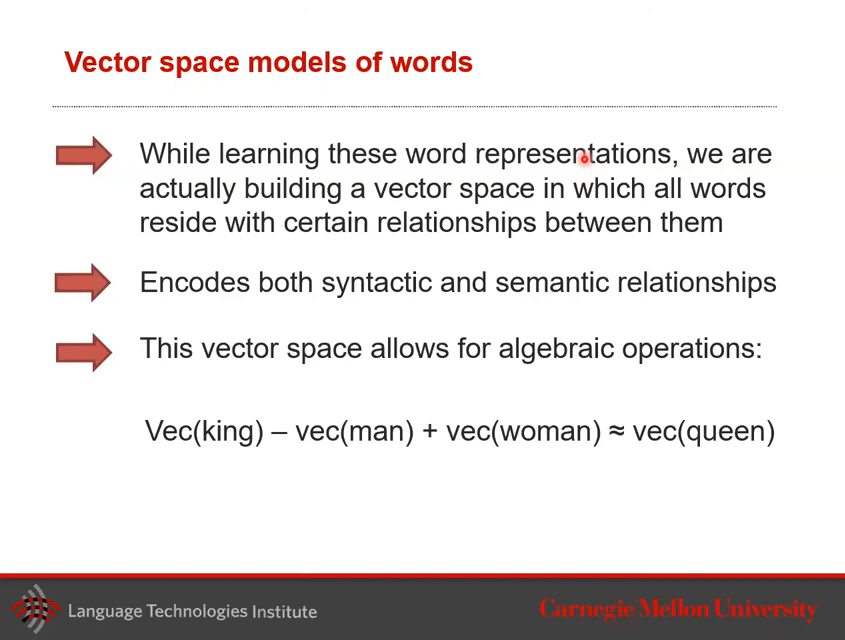 Vector space models of words
While learning these word representations, we are
actually building a vector space in which all words
reside with certain relationships between them
Encodes both syntactic and semantic relationships
This vector space allows for algebraic operations:
Vec(king) – vec(man) + vec(woman) ≈ vec(queen)
Language Technologies Institute
Carnegie Mellon University